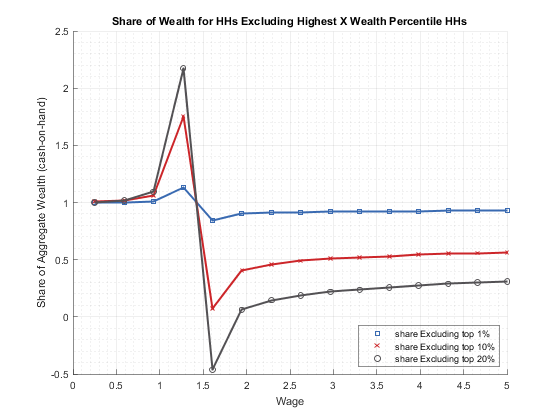 Share of Wealth for HHs Excluding Highest X Wealth Percentile HHs
2.5
2
1.5
1
0.5
0
-0.5
Share of Aggregate Wealth (cash-on-hand)
0 0.5 1 1.5 2 2.5 3 3.5 4 4.5 5
Wage
share Excluding top 1%
share Excluding top 10%
share Excluding top 20%